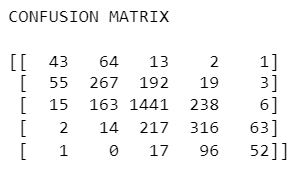 CONFUSION MATRIX
[[ 43 64 13 2 1]
[ 55 267 192 19 3]
[ 15 163 1441 238 6]
[ 2 14 217 316 63]
[ 1 0 17 96 52]]